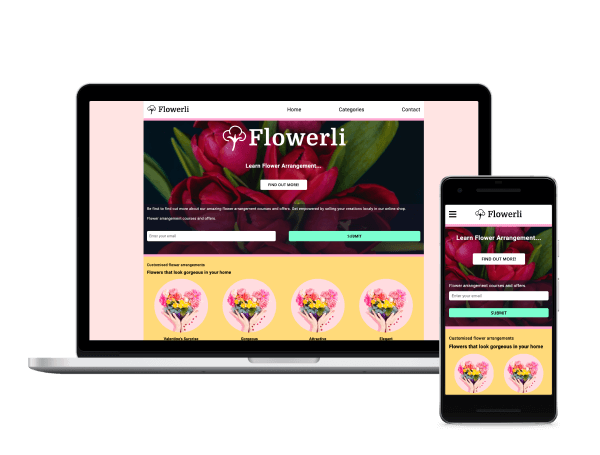 Flowerli
Home
Categories
Contact
Flowerli
Learn Flower Arrangement...
FIND OUT MORE!
Be first to find out more about our amazing flower arrangement courses and offers. Get empowered by selling your creations localy in our online shop.
Flower arrangement courses and offers.
Enter your email
SUBMIT
Customised flower arrangements
Flowers that look gorgeous in your home
Valentine's Surprise
Gorgeous
Attractive
Elegant
Flowerli
Learn Flower Arrangement...
FIND OUT MORE!
Flower arrangement courses and offers.
Enter your email
SUBMIT
Customised flower arrangements
Flowers that look gorgeous in your home